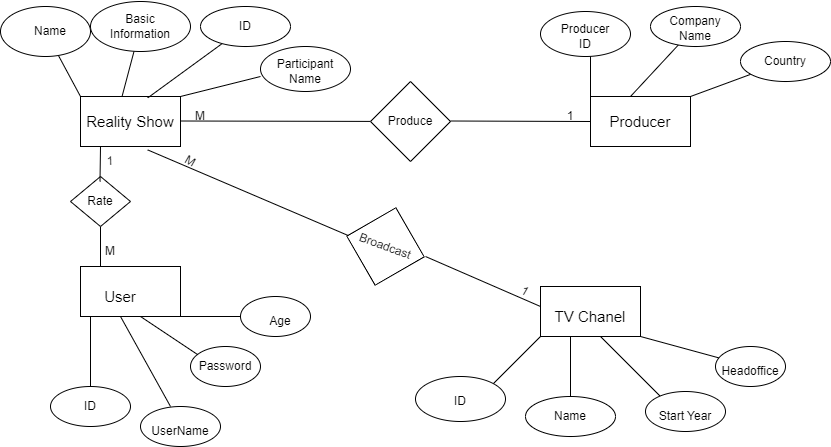 Name
Basic
Information
ID
Participant
Name
Producer
ID
Company
Name
Country
Reality Show
M
Produce
1
Producer
1
M
Rate
Broadcast
M
1
User
TV Chanel
Age
Password
ID
UserName
ID
Name
Start Year
Headoffice